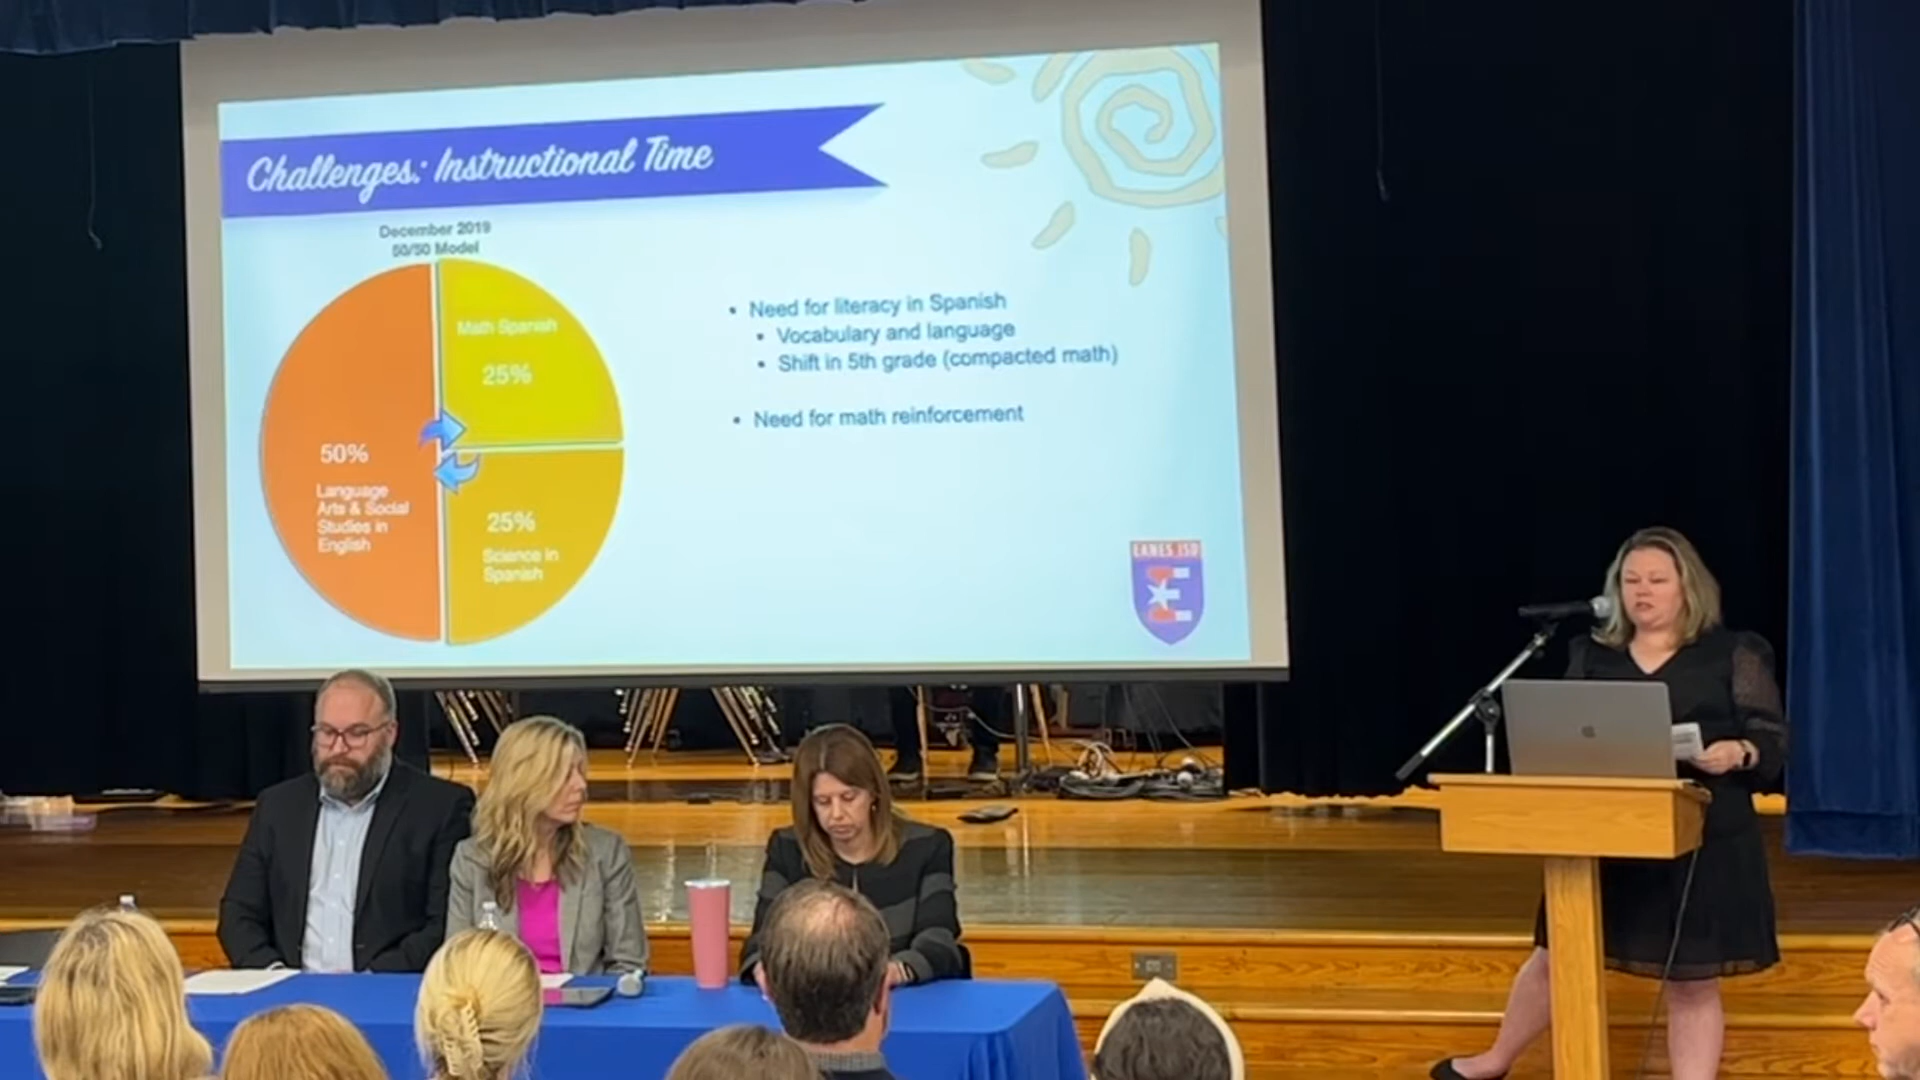 Challenges: Instructional Time
December 2019
50/50 Model
Math Spanish
25%
50%
Language
Arts & Social
Studies in
English
25%
Science in
Spanish
• Need for literacy in Spanish
• Vocabulary and language
• Shift in 5th grade (compacted math)
• Need for math reinforcement
EANES ISD
E